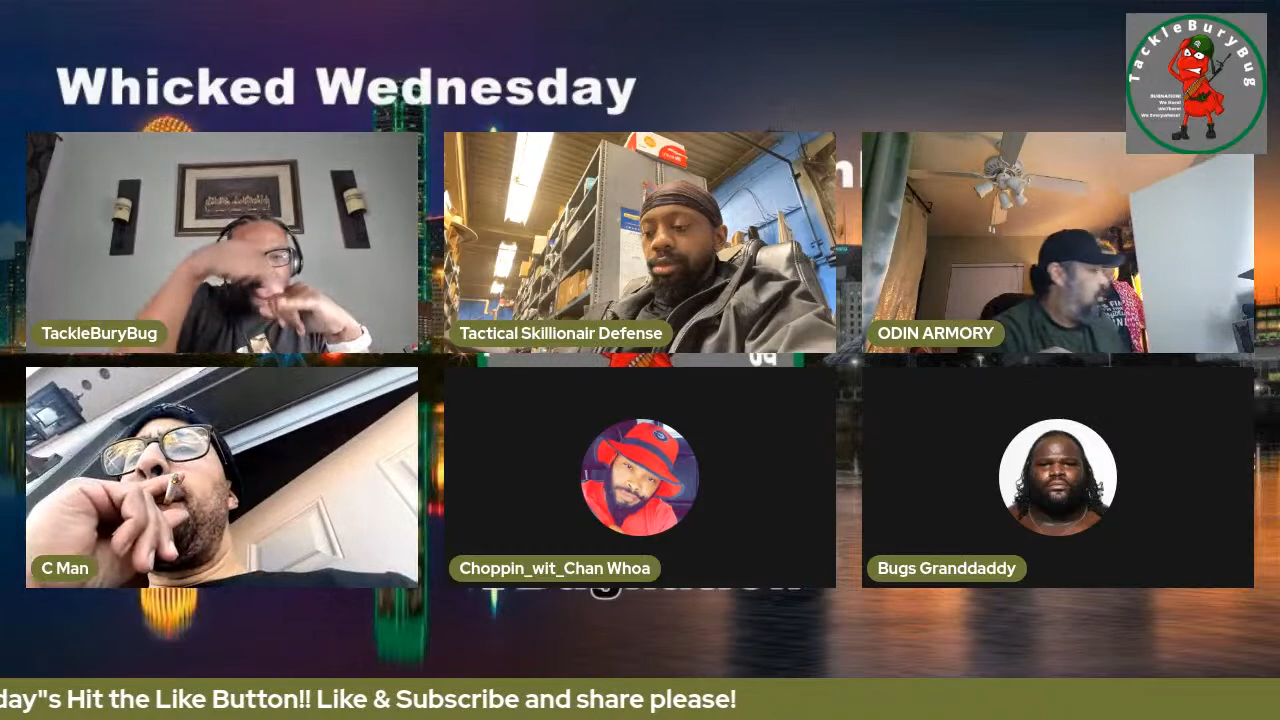 TackleBuryBug
Whicked Wednesday
TackleBuryBug
Tactical Skillionair Defense
ODIN ARMORY
C Man
Choppin_wit_Chan Whoa
Bugs Granddaddy
day"s Hit the Like Button!! Like & Subscribe and share please!